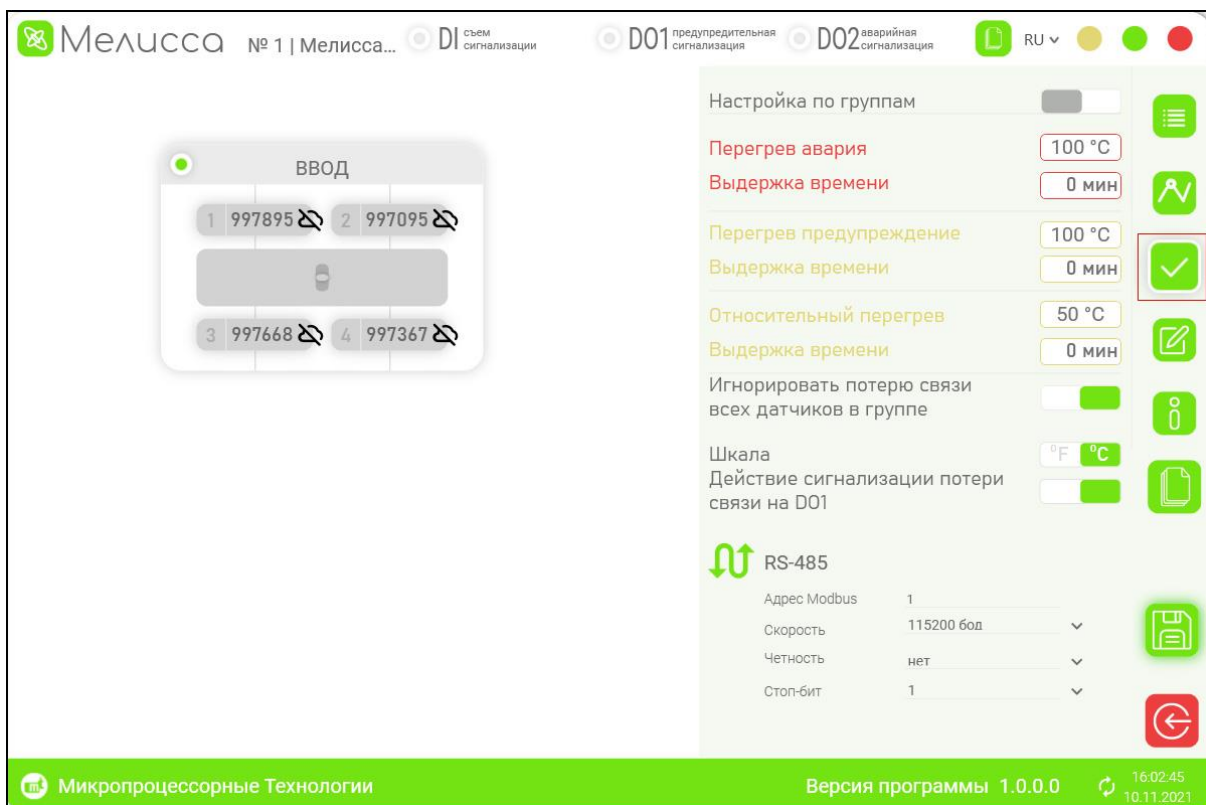 Мелисса № 1 | Мелисса... DI съем сигнализации DO1 предупредительная сигнализация DO2 аварийная сигнализация RU
ВВОД
1 997895 2 997095
3 997668 4 997367
Настройка по группам
Перегрев авария 100 °C
Выдержка времени 0 мин
Перегрев предупреждение 100 °C
Выдержка времени 0 мин
Относительный перегрев 50 °C
Выдержка времени 0 мин
Игнорировать потерю связи
всех датчиков в группе
Шкала °F °C
Действие сигнализации потери
связи на DO1
RS-485
Адрес Modbus 1
Скорость 115200 бод
Четность нет
Стоп-бит 1
mt Микропроцессорные Технологии Версия программы 1.0.0.0 16:02:45
10.11.2021